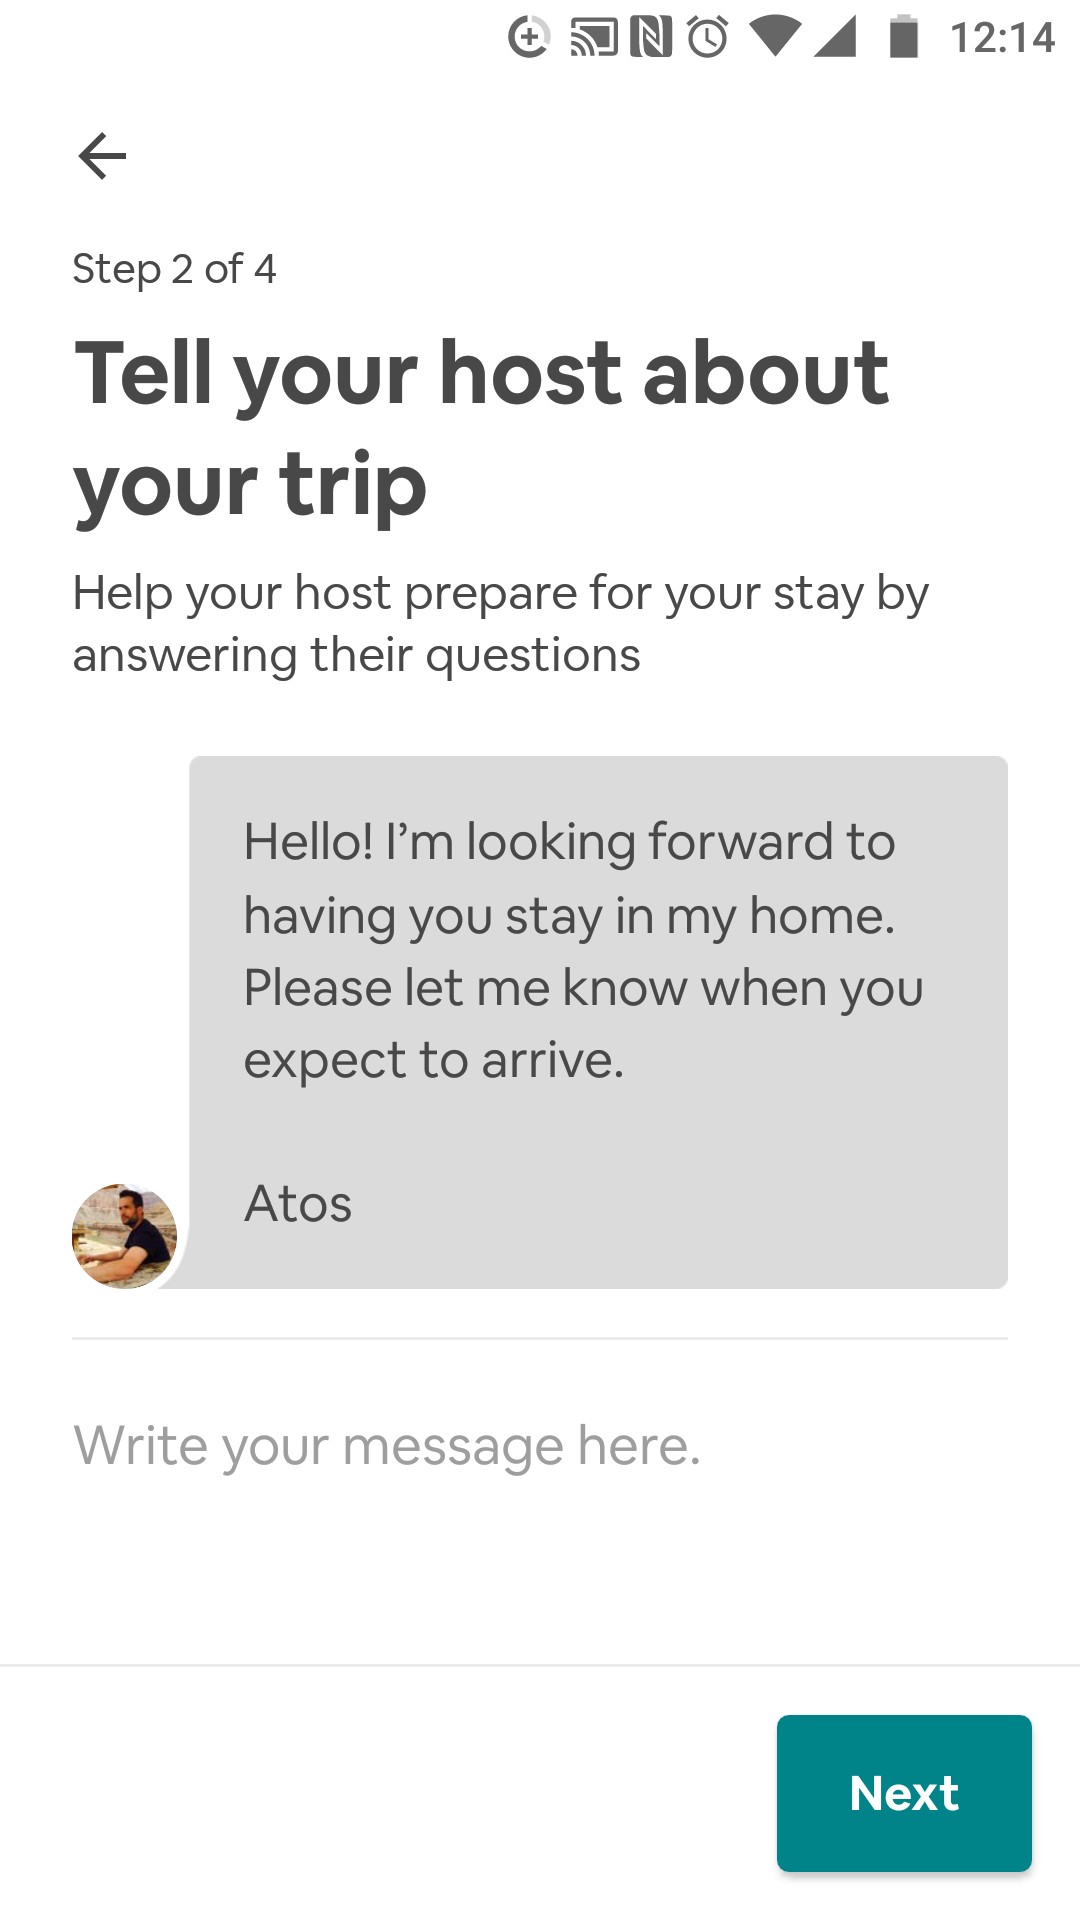 12:14
Step 2 of 4
Tell your host about
your trip
Help your host prepare for your stay by
answering their questions
Hello! I’m looking forward to
having you stay in my home.
Please let me know when you
expect to arrive.
Atos
Write your message here.
Next